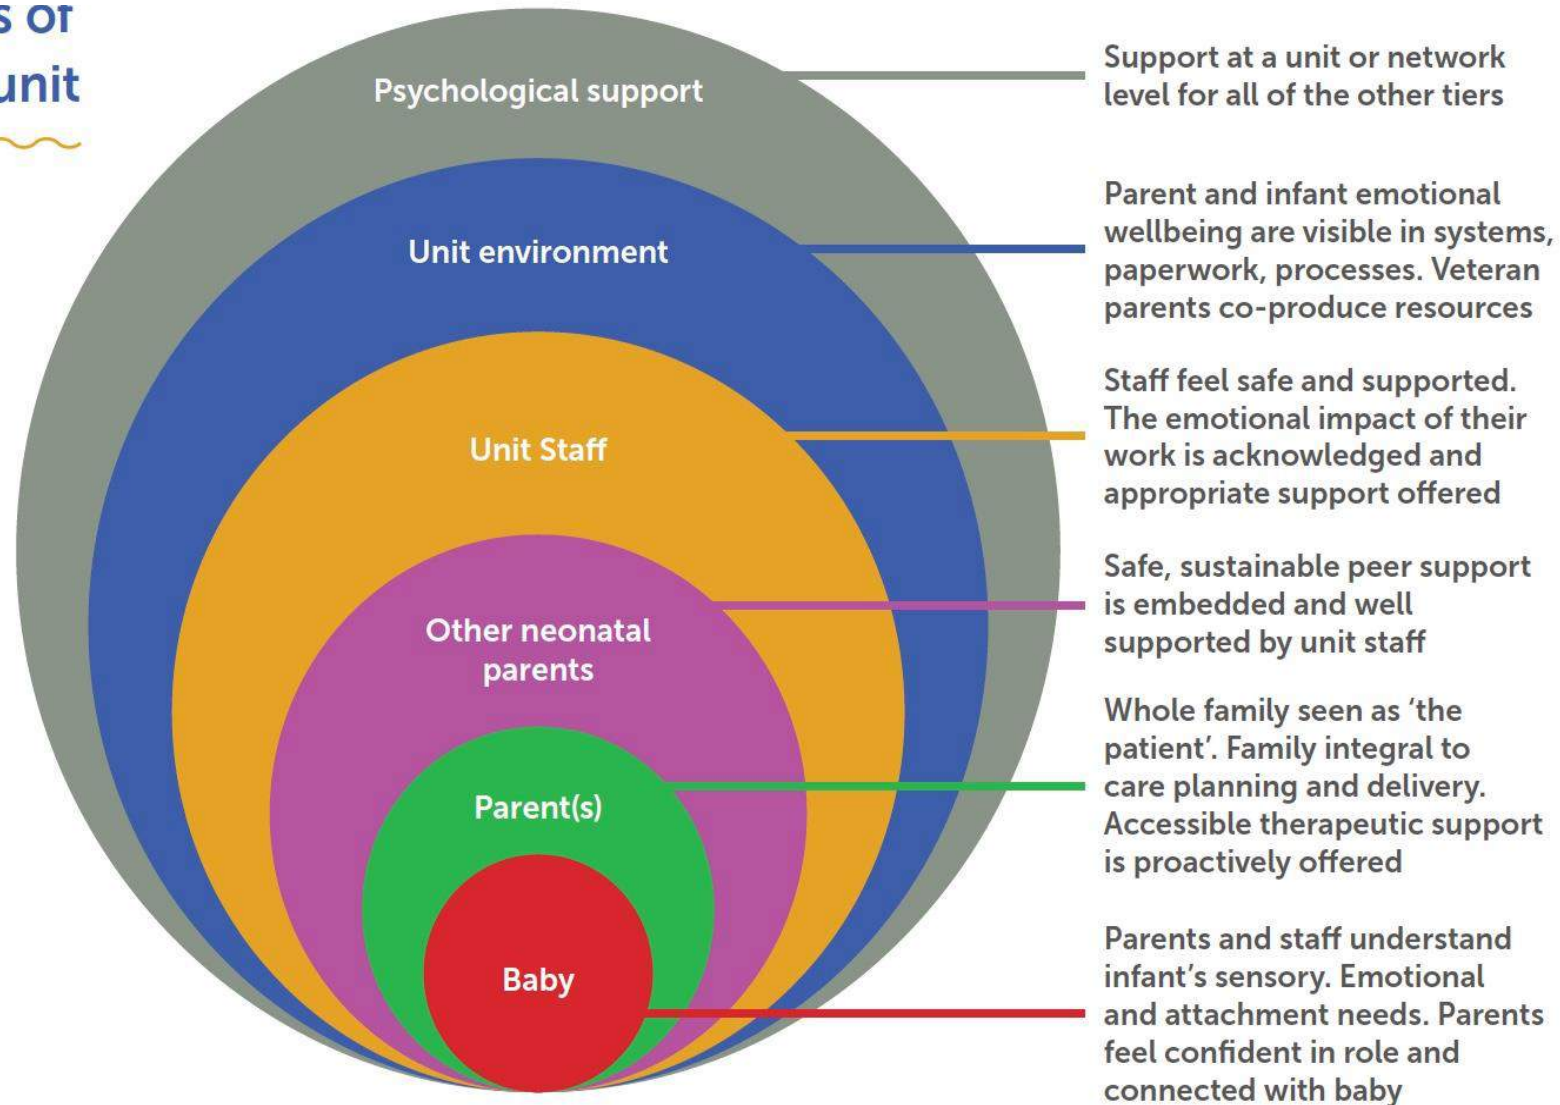 s of
unit
Psychological support
Support at a unit or network
level for all of the other tiers
Unit environment
Parent and infant emotional
wellbeing are visible in systems,
paperwork, processes. Veteran
parents co-produce resources
Unit Staff
Staff feel safe and supported.
The emotional impact of their
work is acknowledged and
appropriate support offered
Other neonatal
parents
Safe, sustainable peer support
is embedded and well
supported by unit staff
Parent(s)
Whole family seen as ‘the
patient’. Family integral to
care planning and delivery.
Accessible therapeutic support
is proactively offered
Baby
Parents and staff understand
infant’s sensory. Emotional
and attachment needs. Parents
feel confident in role and
connected with baby